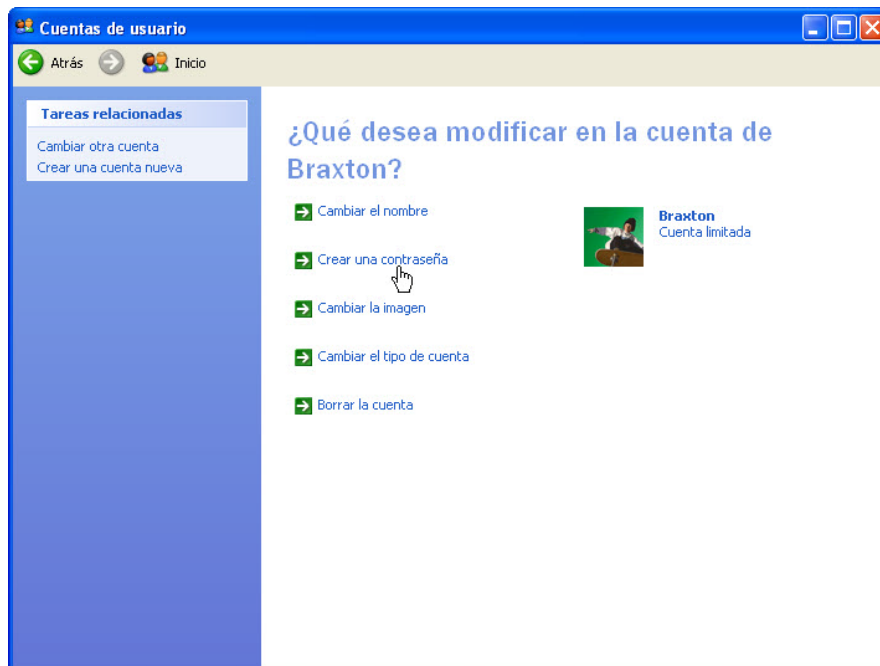 Cuentas de usuario
Atrás
Inicio
Tareas relacionadas
Cambiar otra cuenta
Crear una cuenta nueva
¿Qué desea modificar en la cuenta de
Braxton?
Cambiar el nombre
Crear una contraseña
Cambiar la imagen
Cambiar el tipo de cuenta
Borrar la cuenta
Braxton
Cuenta limitada